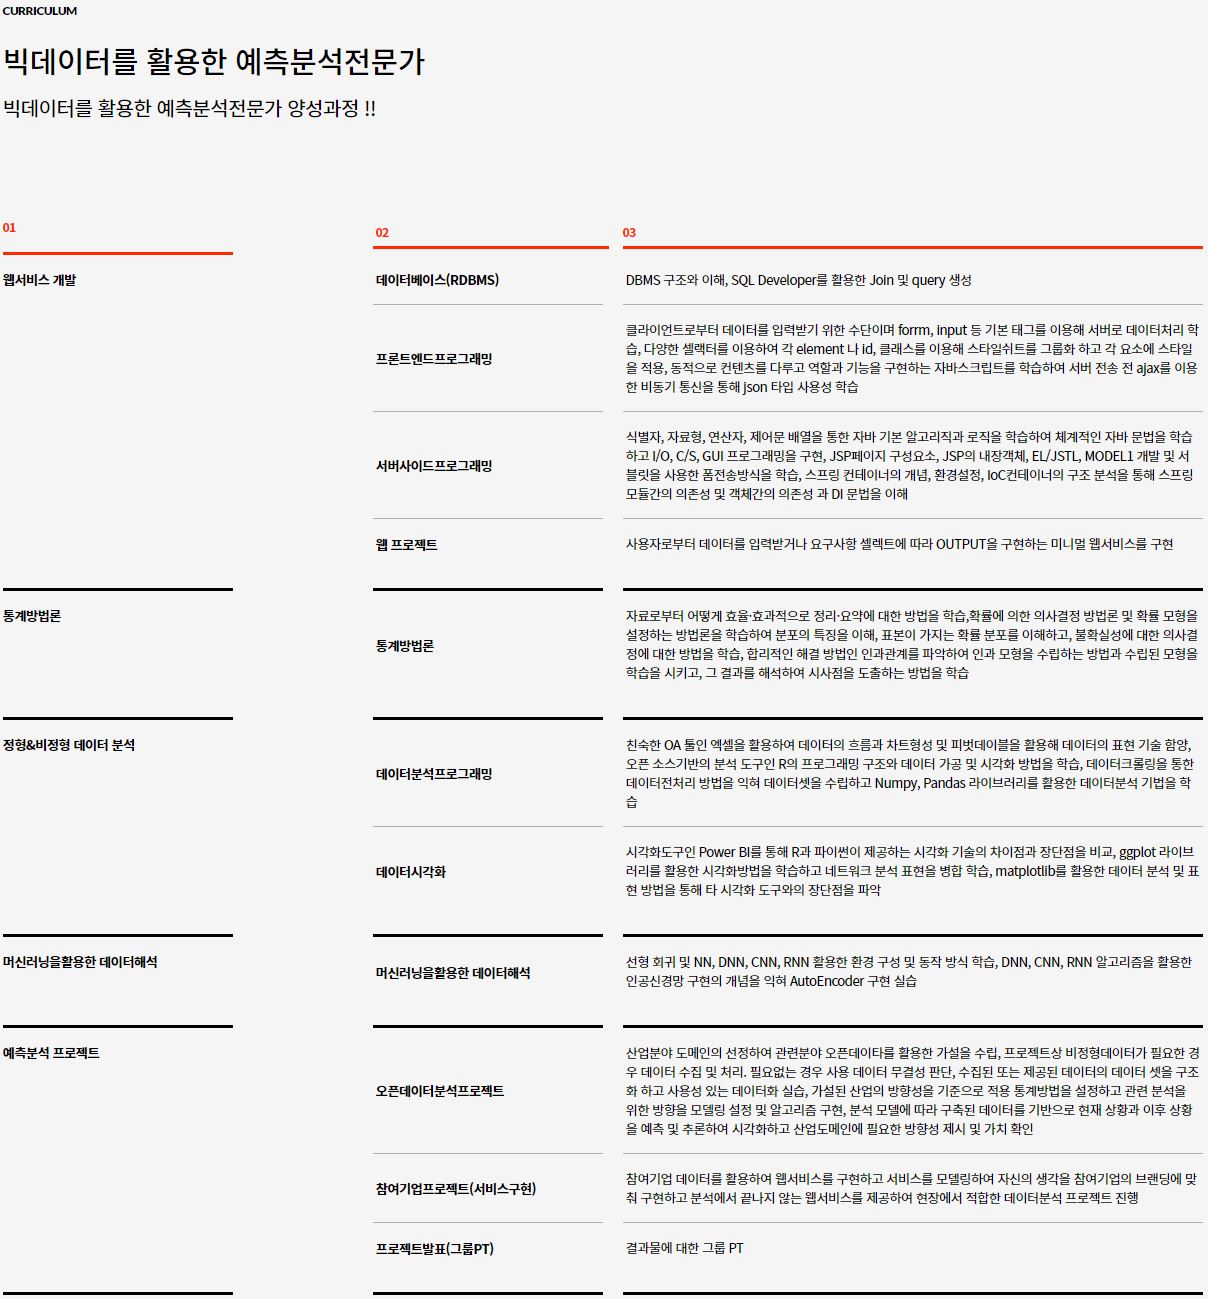 CURRICULUM
빅데이터를 활용한 예측분석전문가
빅데이터를 활용한 예측분석전문가 양성과정 !!
01
02
03
웹서비스 개발
데이터베이스(RDBMS)
DBMS 구조와 이해, SQL Developer를 활용한 Join 및 query 생성
프론트엔드프로그래밍
클라이언트로부터 데이터를 입력받기 위한 수단이며 forrm, input 등 기본 태그를 이용해 서버로 데이터처리 학
습, 다양한 셀랙터를 이용하여 각 element 나 id, 클래스를 이용해 스타일쉬트를 그룹화 하고 각 요소에 스타일
을 적용, 동적으로 컨텐츠를 다루고 역할과 기능을 구현하는 자바스크립트를 학습하여 서버 전송 전 ajax를 이용
한 비동기 통신을 통해 json 타입 사용성 학습
서버사이드프로그래밍
식별자, 자료형, 연산자, 제어문 배열을 통한 자바 기본 알고리직과 로직을 학습하여 체계적인 자바 문법을 학습
하고 I/O, C/S, GUI 프로그래밍을 구현, JSP페이지 구성요소, JSP의 내장객체, EL/JSTL, MODEL1 개발 및 서
블릿을 사용한 폼전송방식을 학습, 스프링 컨테이너의 개념, 환경설정, IoC컨테이너의 구조 분석을 통해 스프링
모듈간의 의존성 및 객체간의 의존성 과 DI 문법을 이해
웹 프로젝트
사용자로부터 데이터를 입력받거나 요구사항 셀렉트에 따라 OUTPUT을 구현하는 미니멀 웹서비스를 구현
통계방법론
통계방법론
자료로부터 어떻게 효율·효과적으로 정리·요약에 대한 방법을 학습,확률에 의한 의사결정 방법론 및 확률 모형을
설정하는 방법론을 학습하여 분포의 특징을 이해, 표본이 가지는 확률 분포를 이해하고, 불확실성에 대한 의사결
정에 대한 방법을 학습, 합리적인 해결 방법인 인과관계를 파악하여 인과 모형을 수립하는 방법과 수립된 모형을
학습을 시키고, 그 결과를 해석하여 시사점을 도출하는 방법을 학습
정형&비정형 데이터 분석
데이터분석프로그래밍
친숙한 OA 툴인 엑셀을 활용하여 데이터의 흐름과 차트형성 및 피벗데이블을 활용해 데이터의 표현 기술 함양,
오픈 소스기반의 분석 도구인 R의 프로그래밍 구조와 데이터 가공 및 시각화 방법을 학습, 데이터크롤링을 통한
데이터전처리 방법을 익혀 데이터셋을 수립하고 Numpy, Pandas 라이브러리를 활용한 데이터분석 기법을 학
습
데이터시각화
시각화도구인 Power BI를 통해 R과 파이썬이 제공하는 시각화 기술의 차이점과 장단점을 비교, ggplot 라이브
러리를 활용한 시각화방법을 학습하고 네트워크 분석 표현을 병합 학습, matplotlib를 활용한 데이터 분석 및 표
현 방법을 통해 타 시각화 도구와의 장단점을 파악
머신러닝을활용한 데이터해석
머신러닝을활용한 데이터해석
선형 회귀 및 NN, DNN, CNN, RNN 활용한 환경 구성 및 동작 방식 학습, DNN, CNN, RNN 알고리즘을 활용한
인공신경망 구현의 개념을 익혀 AutoEncoder 구현 실습
예측분석 프로젝트
오픈데이터분석프로젝트
산업분야 도메인의 선정하여 관련분야 오픈데이타를 활용한 가설을 수립, 프로젝트상 비정형데이터가 필요한 경
우 데이터 수집 및 처리. 필요없는 경우 사용 데이터 무결성 판단, 수집된 또는 제공된 데이터의 데이터 셋을 구조
화 하고 사용성 있는 데이터화 실습, 가설된 산업의 방향성을 기준으로 적용 통계방법을 설정하고 관련 분석을
위한 방향을 모델링 설정 및 알고리즘 구현, 분석 모델에 따라 구축된 데이터를 기반으로 현재 상황과 이후 상황
을 예측 및 추론하여 시각화하고 산업도메인에 필요한 방향성 제시 및 가치 확인
참여기업프로젝트(서비스구현)
참여기업 데이터를 활용하여 웹서비스를 구현하고 서비스를 모델링하여 자신의 생각을 참여기업의 브랜딩에 맞
춰 구현하고 분석에서 끝나지 않는 웹서비스를 제공하여 현장에서 적합한 데이터분석 프로젝트 진행
프로젝트발표(그룹PT)
결과물에 대한 그룹 PT